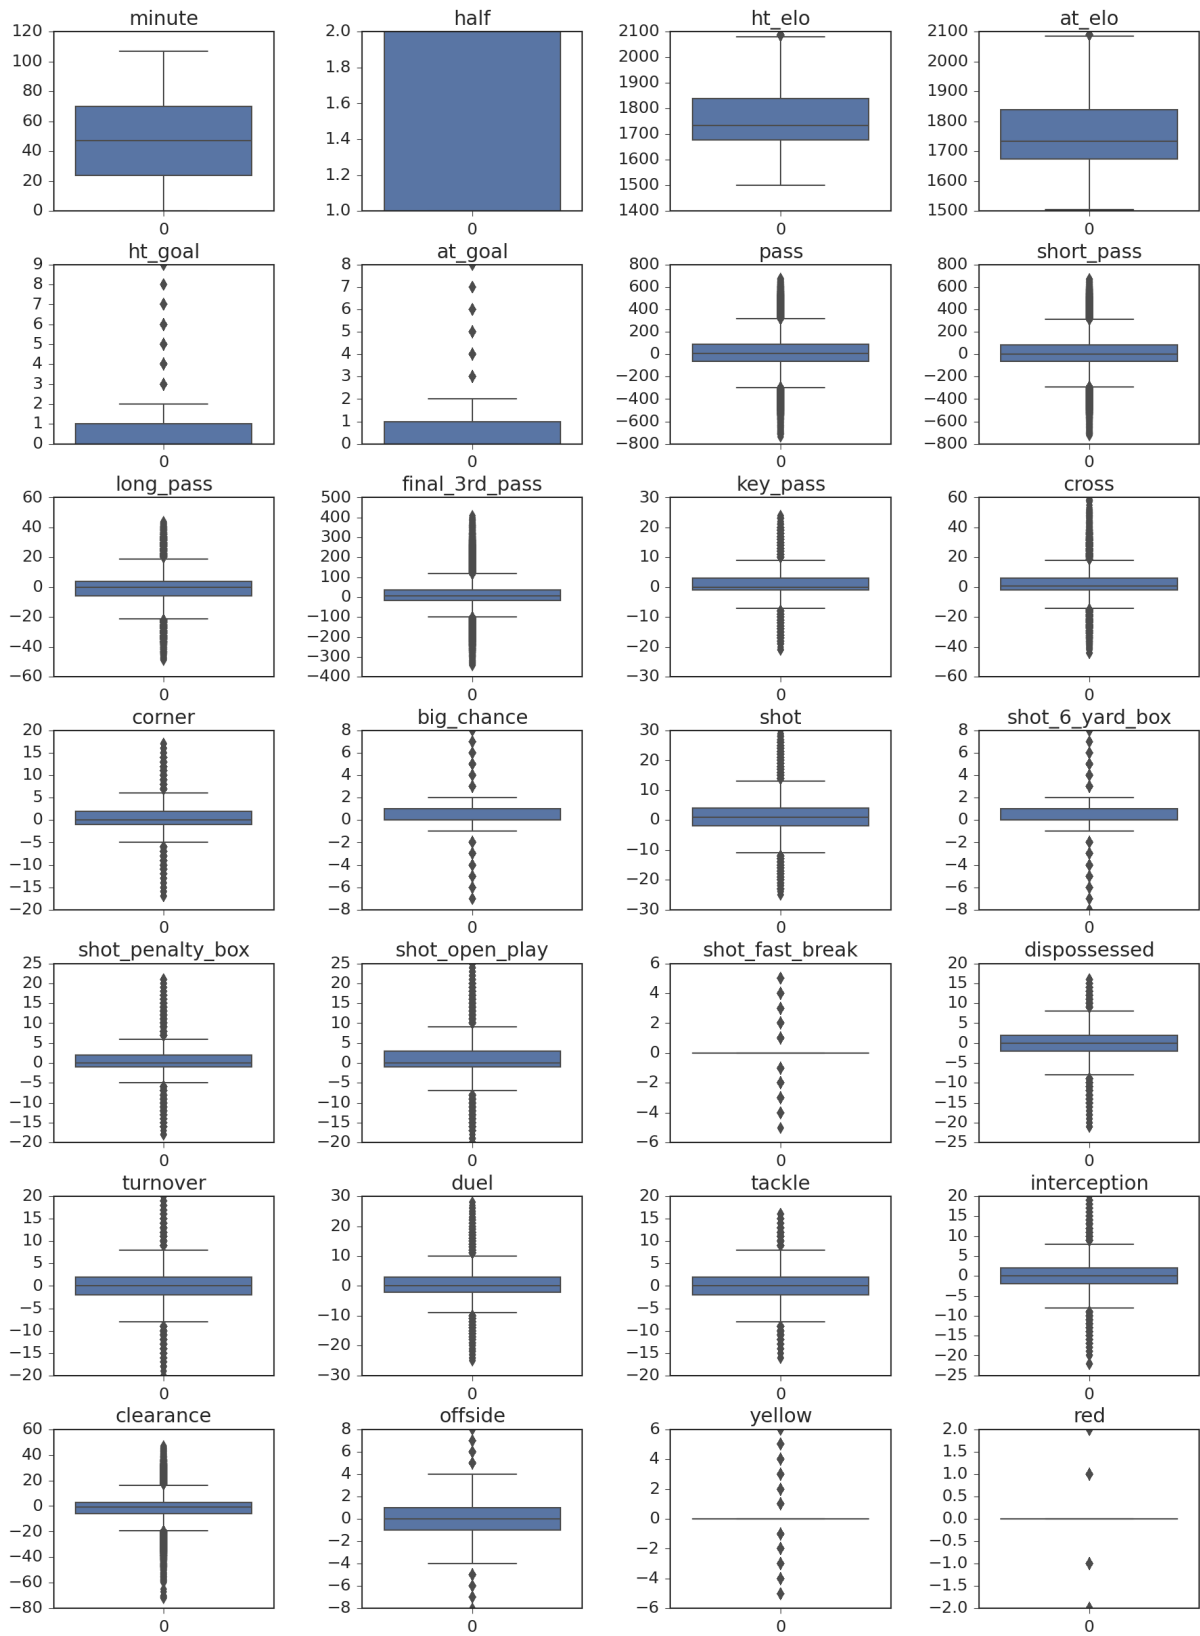 minute
120 100 80 60 40 20 0
0
half
2.0 1.8 1.6 1.4 1.2 1.0
0
ht_elo
2100 2000 1900 1800 1700 1600 1500 1400
0
at_elo
2100 2000 1900 1800 1700 1600 1500
0
ht_goal
9 8 7 6 5 4 3 2 1 0
0
at_goal
8 7 6 5 4 3 2 1 0
0
pass
800 600 400 200 0 −200 −400 −600 −800
0
short_pass
800 600 400 200 0 −200 −400 −600 −800
0
long_pass
60 40 20 0 −20 −40 −60
0
final_3rd_pass
500 400 300 200 100 0 −100 −200 −300 −400
0
key_pass
30 20 10 0 −10 −20 −30
0
cross
60 40 20 0 −20 −40 −60
0
corner
20 15 10 5 0 −5 −10 −15 −20
0
big_chance
8 6 4 2 0 −2 −4 −6 −8
0
shot
30 20 10 0 −10 −20 −30
0
shot_6_yard_box
8 6 4 2 0 −2 −4 −6 −8
0
shot_penalty_box
25 20 15 10 5 0 −5 −10 −15 −20
0
shot_open_play
25 20 15 10 5 0 −5 −10 −15 −20
0
shot_fast_break
6 4 2 0 −2 −4 −6
0
dispossessed
20 15 10 5 0 −5 −10 −15 −20 −25
0
turnover
20 15 10 5 0 −5 −10 −15 −20
0
duel
30 20 10 0 −10 −20 −30
0
tackle
20 15 10 5 0 −5 −10 −15 −20
0
interception
20 15 10 5 0 −5 −10 −15 −20 −25
0
clearance
60 40 20 0 −20 −40 −60 −80
0
offside
8 6 4 2 0 −2 −4 −6 −8
0
yellow
6 4 2 0 −2 −4 −6
0
red
2.0 1.5 1.0 0.5 0.0 −0.5 −1.0 −1.5 −2.0
0